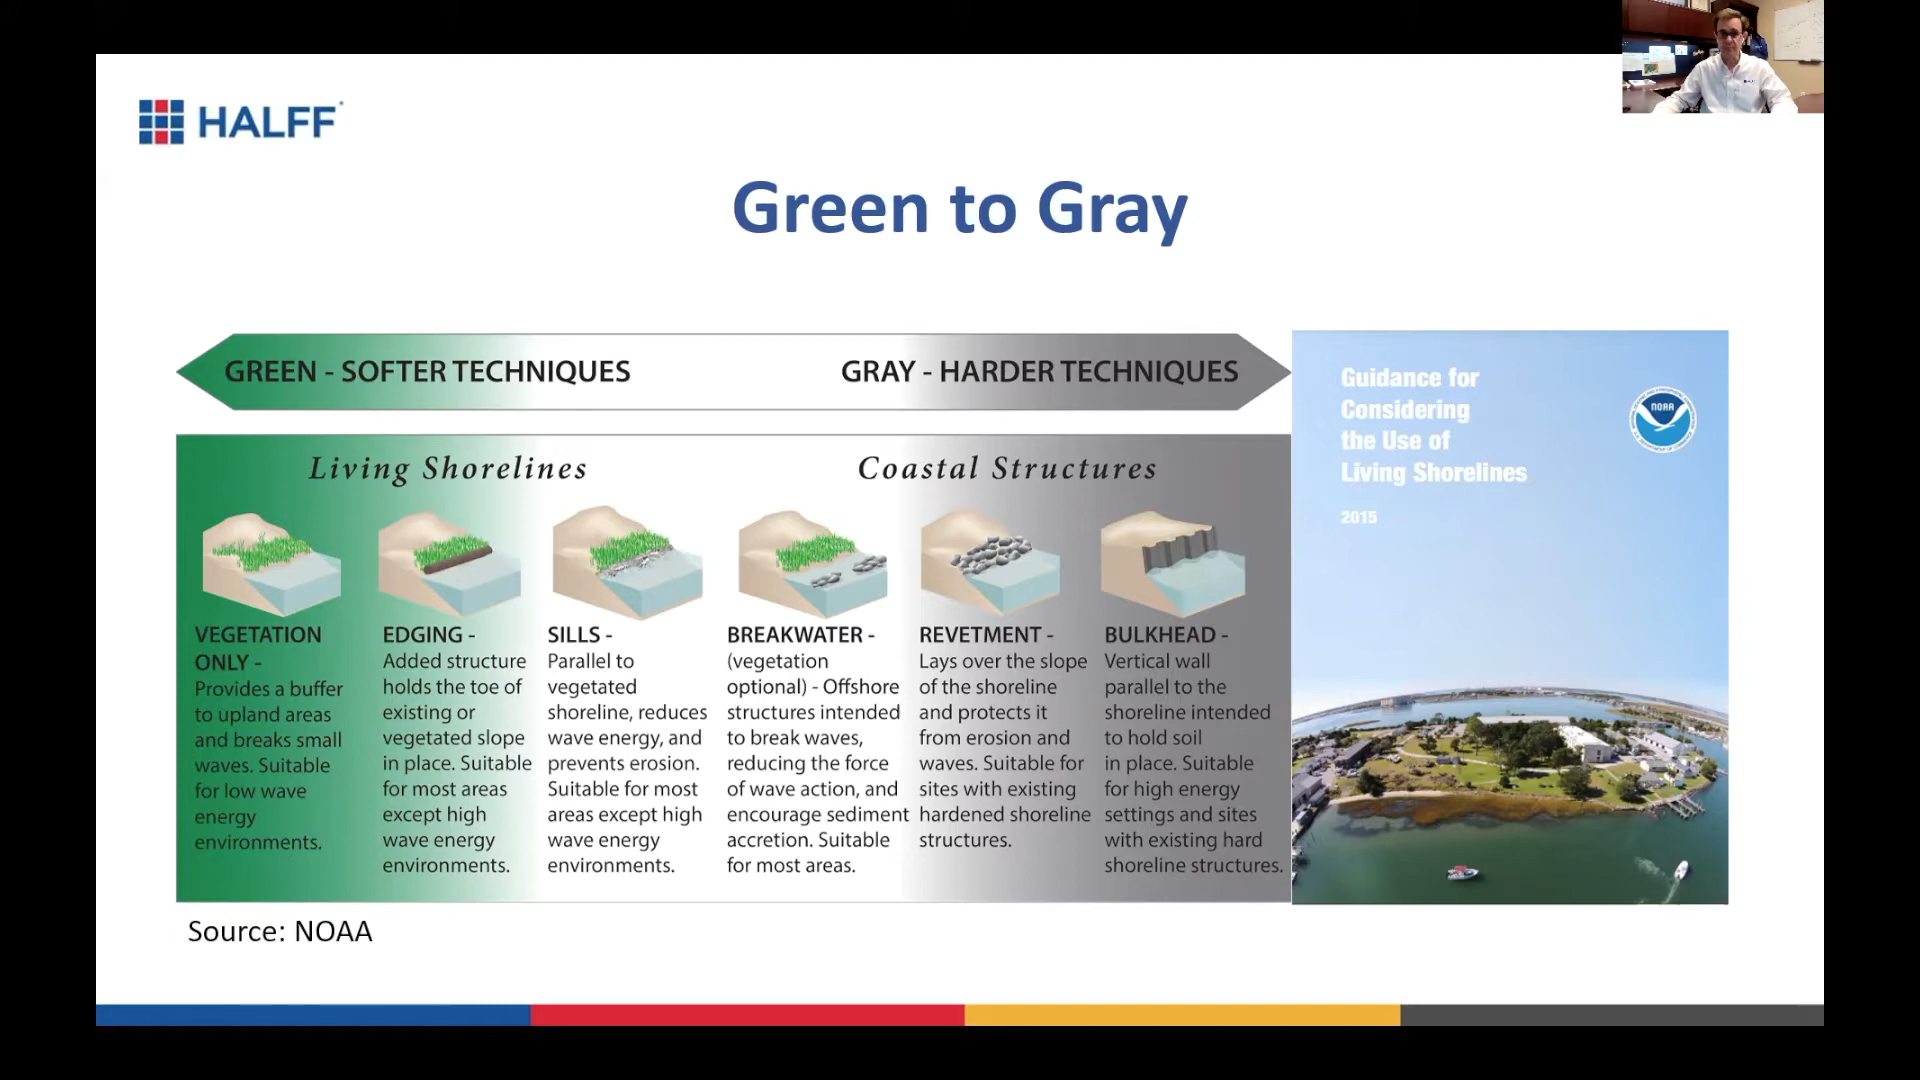 HALFF
Green to Gray
GREEN - SOFTER TECHNIQUES
GRAY - HARDER TECHNIQUES
Living Shorelines
Coastal Structures
VEGETATION
ONLY -
Provides a buffer
to upland areas
and breaks small
waves. Suitable
for low wave
energy
environments.
EDGING -
Added structure
holds the toe of
existing or
vegetated slope
in place. Suitable
for most areas
except high
wave energy
environments.
SILLS -
Parallel to
vegetated
shoreline, reduces
wave energy, and
prevents erosion.
Suitable for most
areas except high
wave energy
environments.
BREAKWATER -
(vegetation
optional) - Offshore
structures intended
to break waves,
reducing the force
of wave action, and
encourage sediment
accretion. Suitable
for most areas.
REVETMENT -
Lays over the slope
of the shoreline
and protects it
from erosion and
waves. Suitable for
sites with existing
hardened shoreline
structures.
BULKHEAD -
Vertical wall
parallel to the
shoreline intended
to hold soil
in place. Suitable
for high energy
settings and sites
with existing hard
shoreline structures.
Guidance for
Considering
the Use of
Living Shorelines
2015
NOAA
Source: NOAA